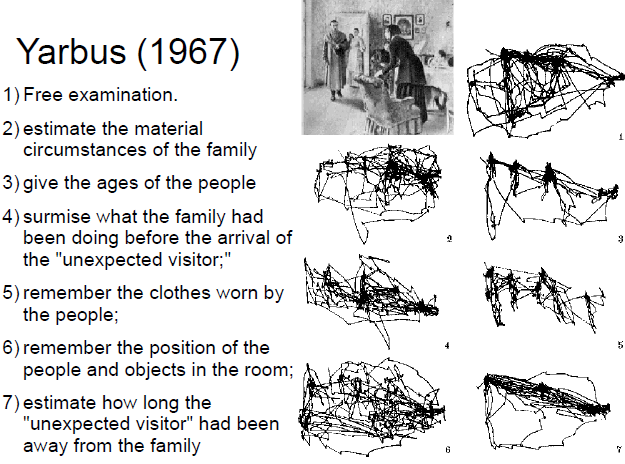 Yarbus (1967)
1) Free examination.
2) estimate the material
circumstances of the family
3) give the ages of the people
4) surmise what the family had
been doing before the arrival of
the "unexpected visitor;"
5) remember the clothes worn by
the people;
6) remember the position of the
people and objects in the room;
7) estimate how long the
"unexpected visitor" had been
away from the family
1
2
3
4
5
6
7